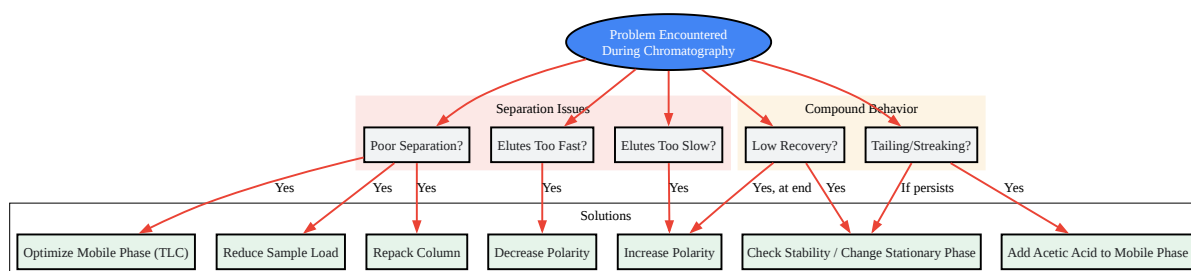 Problem Encountered
During Chromatography
Separation Issues
Compound Behavior
Poor Separation?
Elutes Too Fast?
Elutes Too Slow?
Low Recovery?
Tailing/Streaking?
Yes
Yes
Yes
Yes
Yes
Yes, at end
Yes
If persists
Yes
Solutions
Optimize Mobile Phase (TLC)
Reduce Sample Load
Repack Column
Decrease Polarity
Increase Polarity
Check Stability / Change Stationary Phase
Add Acetic Acid to Mobile Phase